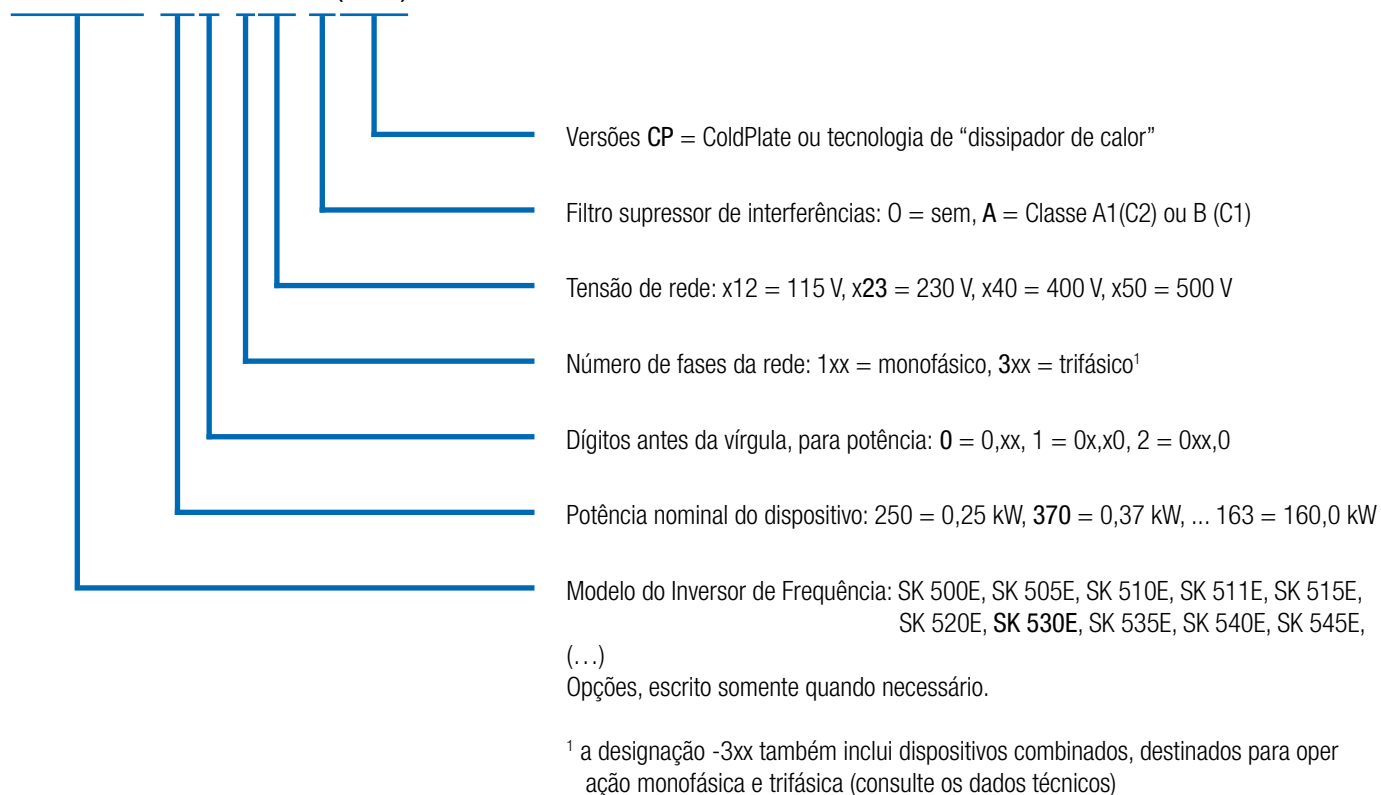 Versões CP = ColdPlate ou tecnologia de “dissipador de calor”
Filtro supressor de interferências: O = sem, A = Classe A1(C2) ou B (C1)
Tensão de rede: x12 = 115 V, x23 = 230 V, x40 = 400 V, x50 = 500 V
Número de fases da rede: 1xx = monofásico, 3xx = trifásico¹
Dígitos antes da vírgula, para potência: 0 = 0,xx, 1 = 0x,x0, 2 = 0xx,0
Potência nominal do dispositivo: 250 = 0,25 kW, 370 = 0,37 kW, ... 163 = 160,0 kW
Modelo do Inversor de Frequência: SK 500E, SK 505E, SK 510E, SK 511E, SK 515E,
SK 520E, SK 530E, SK 535E, SK 540E, SK 545E,
(…)
Opções, escrito somente quando necessário.
¹ a designação -3xx também inclui dispositivos combinados, destinados para oper
ação monofásica e trifásica (consulte os dados técnicos)